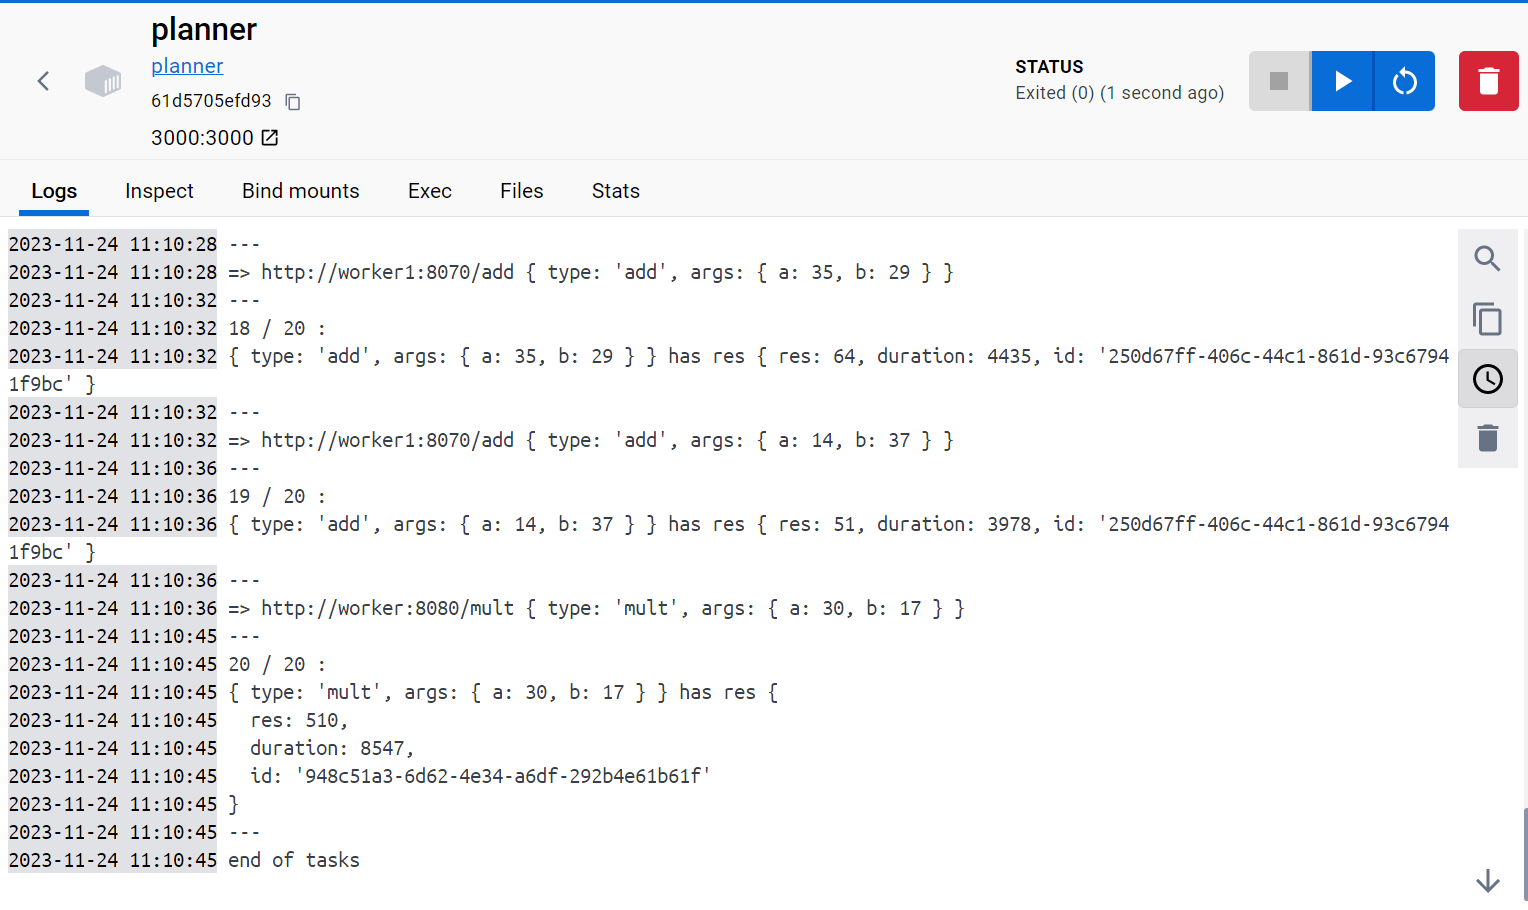 planner
planner
61d5705efd93
3000:3000
STATUS
Exited (0) (1 second ago)
Logs Inspect Bind mounts Exec Files Stats
2023-11-24 11:10:28 ---
2023-11-24 11:10:28 => http://worker1:8070/add { type: 'add', args: { a: 35, b: 29 } }
2023-11-24 11:10:32 ---
2023-11-24 11:10:32 18 / 20 :
2023-11-24 11:10:32 { type: 'add', args: { a: 35, b: 29 } } has res { res: 64, duration: 4435, id: '250d67ff-406c-44c1-861d-93c6794
1f9bc' }
2023-11-24 11:10:32 ---
2023-11-24 11:10:32 => http://worker1:8070/add { type: 'add', args: { a: 14, b: 37 } }
2023-11-24 11:10:36 ---
2023-11-24 11:10:36 19 / 20 :
2023-11-24 11:10:36 { type: 'add', args: { a: 14, b: 37 } } has res { res: 51, duration: 3978, id: '250d67ff-406c-44c1-861d-93c6794
1f9bc' }
2023-11-24 11:10:36 ---
2023-11-24 11:10:36 => http://worker:8080/mult { type: 'mult', args: { a: 30, b: 17 } }
2023-11-24 11:10:45 ---
2023-11-24 11:10:45 20 / 20 :
2023-11-24 11:10:45 { type: 'mult', args: { a: 30, b: 17 } } has res {
2023-11-24 11:10:45   res: 510,
2023-11-24 11:10:45   duration: 8547,
2023-11-24 11:10:45   id: '948c51a3-6d62-4e34-a6df-292b4e61b61f'
2023-11-24 11:10:45 }
2023-11-24 11:10:45 ---
2023-11-24 11:10:45 end of tasks